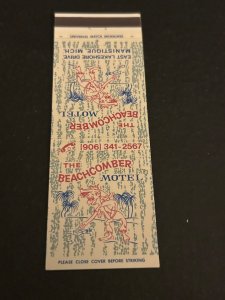 EAST LAKESHORE DRIVE
MANISTIQUE MICH.
THE
BEACHCOMBER
MOTEL
(906) 341-2567
THE
BEACHCOMBER
MOTEL
PLEASE CLOSE COVER BEFORE STRIKING